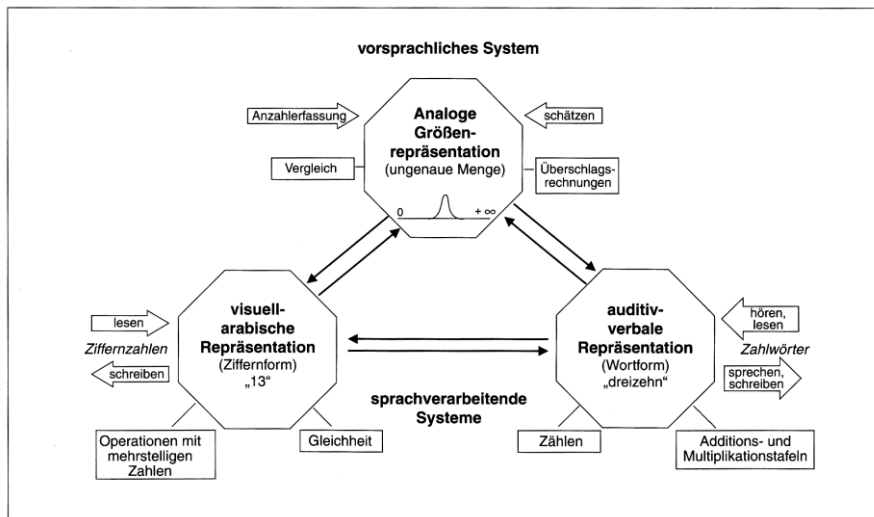 vorsprachliches System
Anzahlerfassung
Analoge
Größen-
repräsentation
(ungenaue Menge)
schätzen
Vergleich
Überschlags-
rechnungen
0
+ ∞
lesen
Ziffernzahlen
schreiben
visuell-
arabische
Repräsentation
(Ziffernform)
„13“
auditiv-
verbale
Repräsentation
(Wortform)
„dreizehn“
hören,
lesen
Zahlwörter
sprechen,
schreiben
sprachverarbeitende
Systeme
Operationen mit
mehrstelligen
Zahlen
Gleichheit
Zählen
Additions- und
Multiplikationstafeln